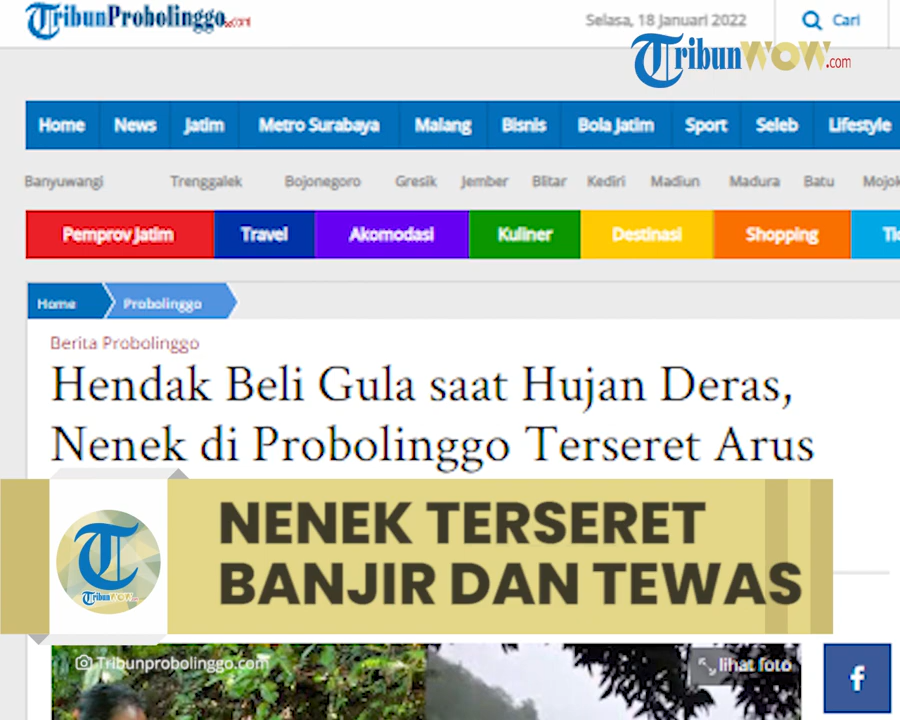 TribunProbolinggo.com
Selasa, 18 Januari 2022
Cari
TribunWOW.com
Home News Jatim Metro Surabaya Malang Bisnis Bola Jatim Sport Seleb Lifestyle
Banyuwangi Trenggalek Bojonegoro Gresik Jember Blitar Kediri Madiun Madura Batu Mojok
Pemprov Jatim Travel Akomodasi Kuliner Destinasi Shopping
Home Probolinggo
Berita Probolinggo
Hendak Beli Gula saat Hujan Deras,
Nenek di Probolinggo Terseret Arus
NENEK TERSERET
BANJIR DAN TEWAS
T
TribunWOW
Tribunprobolinggo.com
lihat foto
f